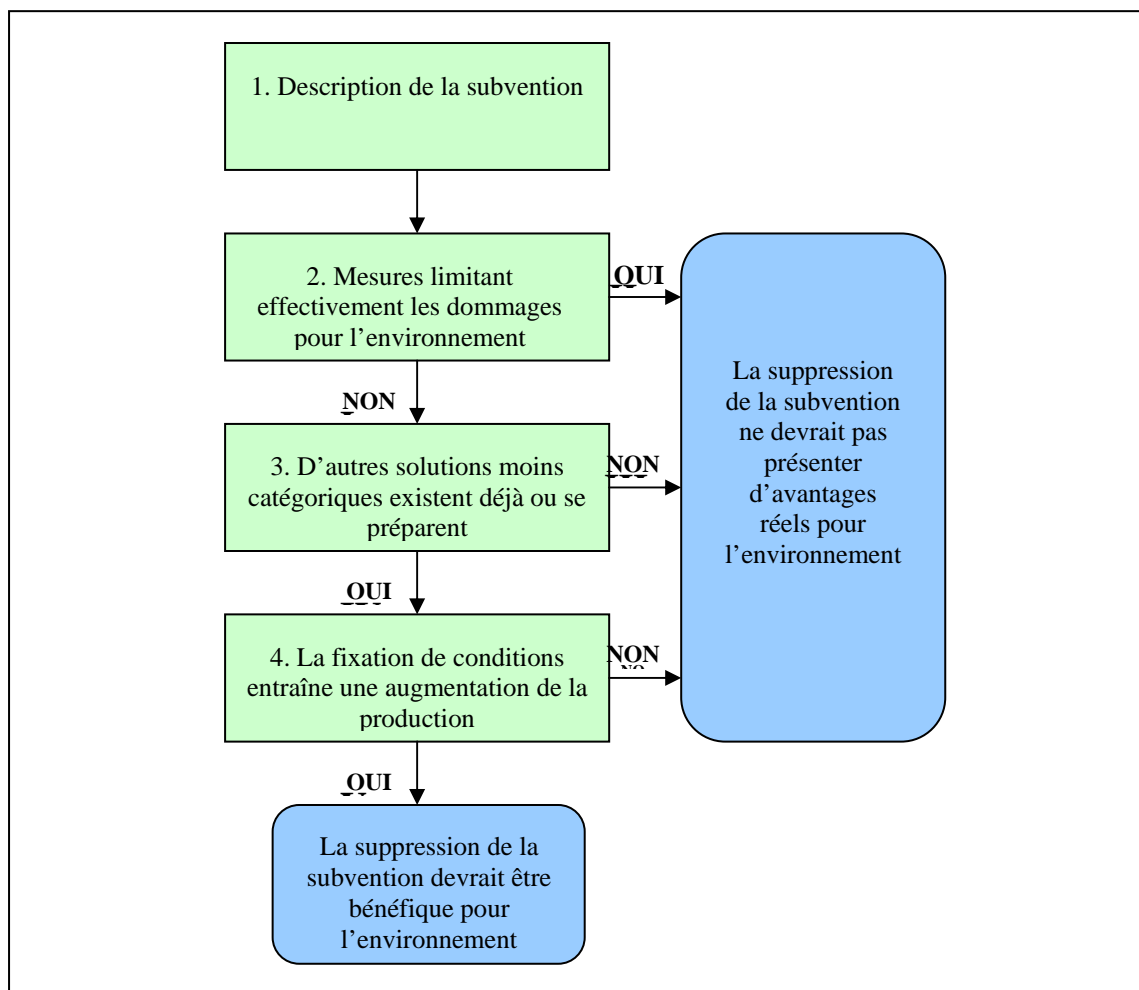 1. Description de la subvention
2. Mesures limitant
effectivement les dommages
pour l’environnement
OUI
NON
3. D’autres solutions moins
catégoriques existent déjà ou se
préparent
NON
OUI
4. La fixation de conditions
entraîne une augmentation de la
production
NON
OUI
La suppression
de la subvention
ne devrait pas
présenter
d’avantages
réels pour
l’environnement
La suppression de la
subvention devrait être
bénéfique pour
l’environnement